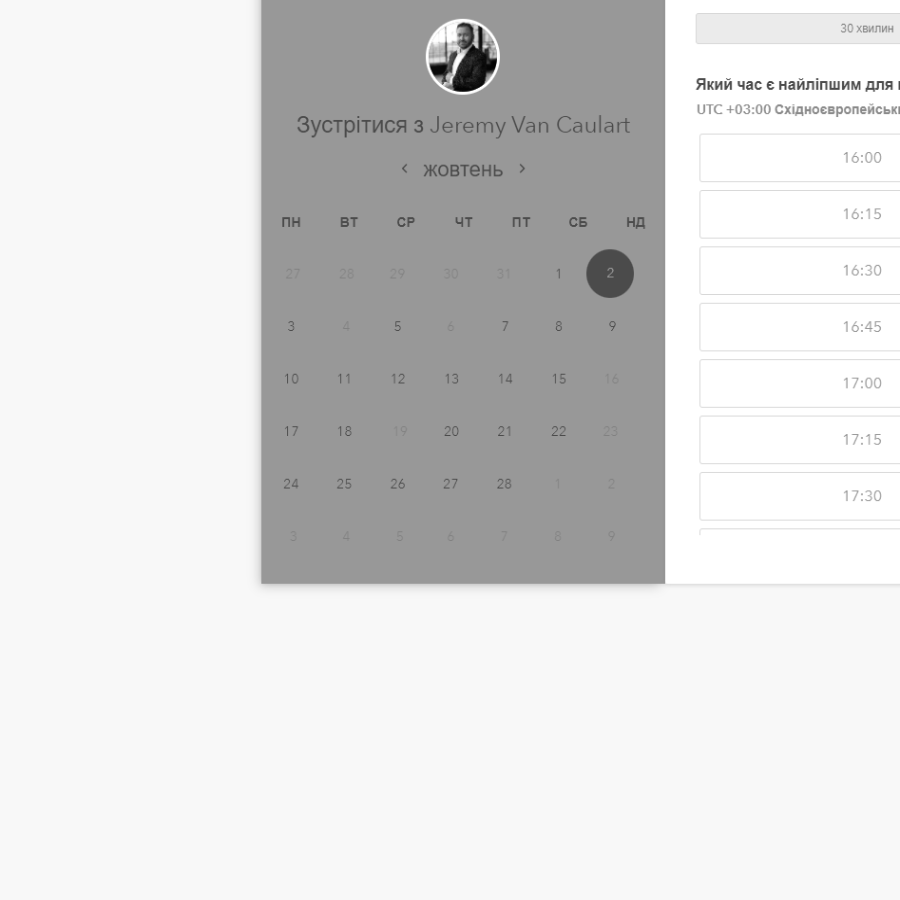 Зустрітися з Jeremy Van Caulart
жовтень
ПН ВТ СР ЧТ ПТ СБ НД
27 28 29 30 31 1 2
3 4 5 6 7 8 9
10 11 12 13 14 15 16
17 18 19 20 21 22 23
24 25 26 27 28 1 2
3 4 5 6 7 8 9
30 хвилин
Який час є найліпшим для
UTC +03:00
16:00
16:15
16:30
16:45
17:00
17:15
17:30